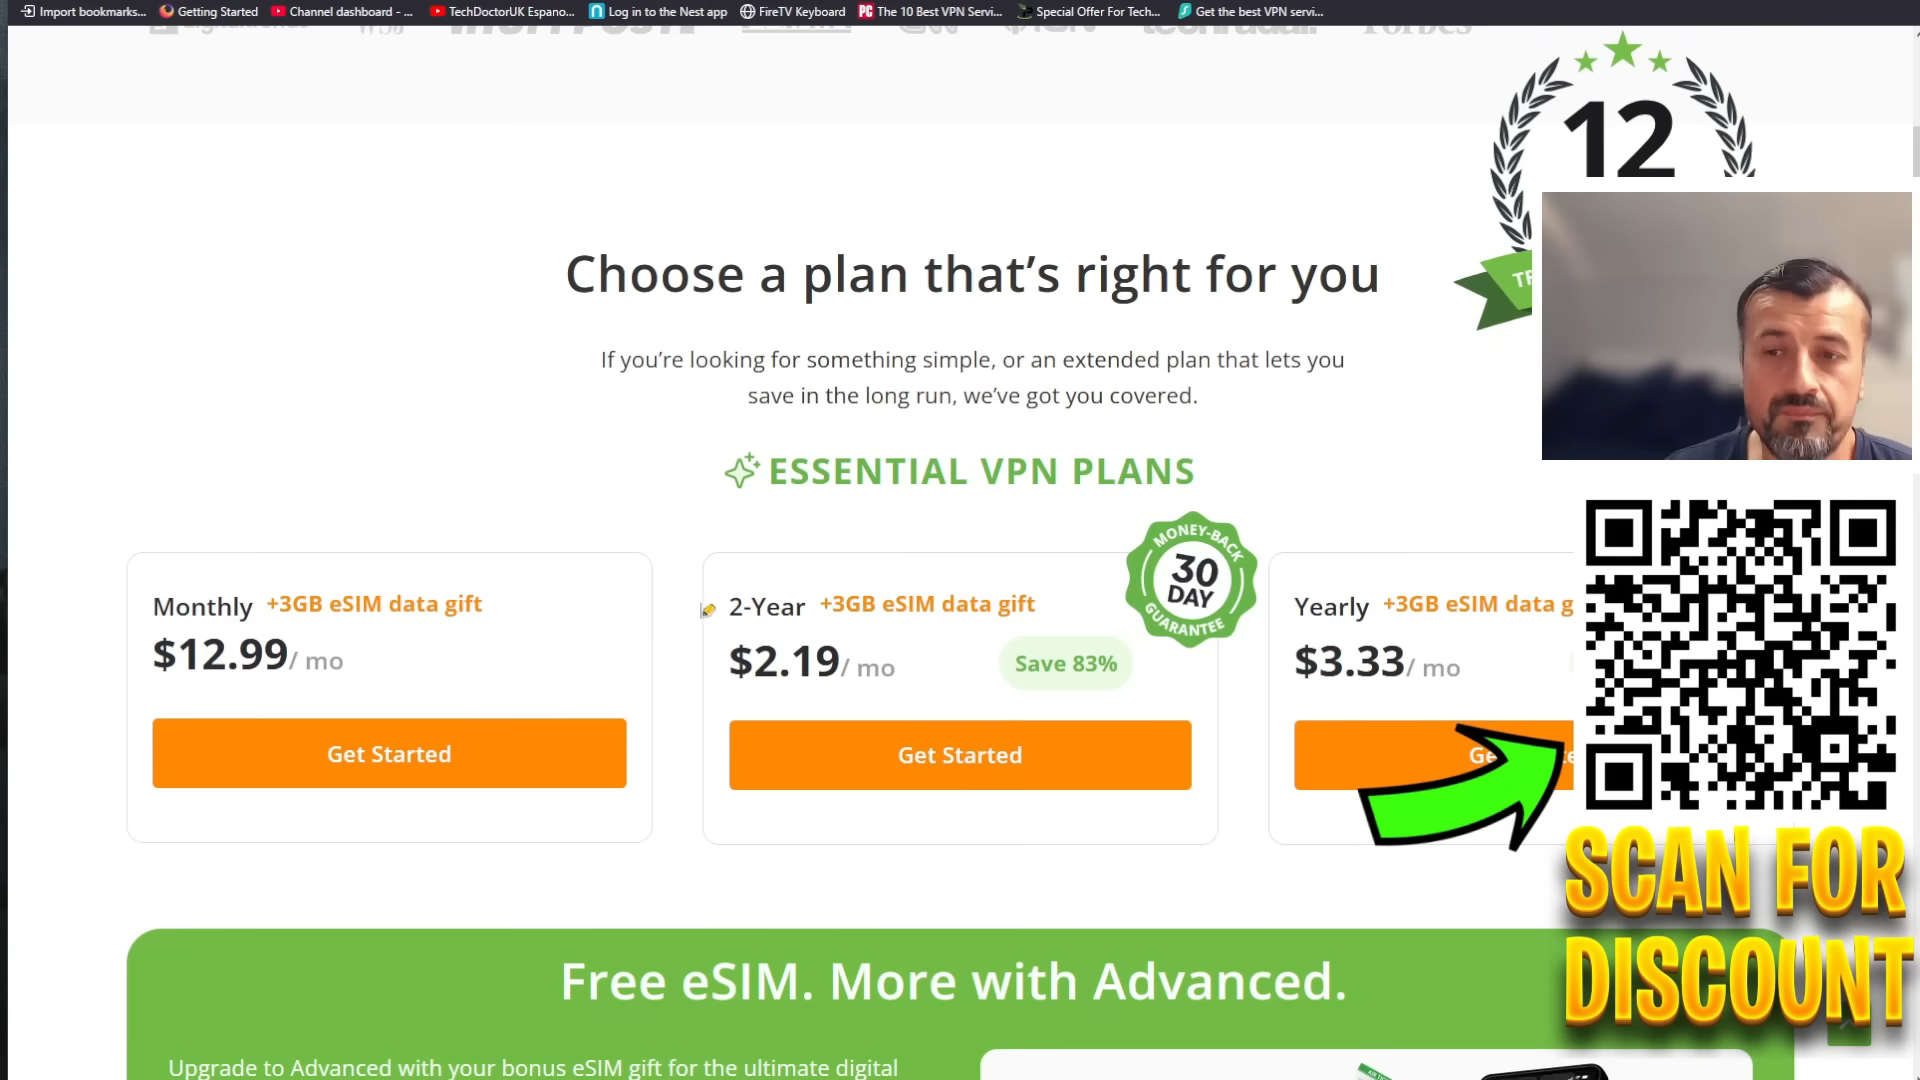 Import bookmarks...
Getting Started
Channel dashboard - ...
TechDoctorUK Espano...
Log in to the Nest app
FireTV Keyboard
The 10 Best VPN Servi...
Special Offer For Tech...
Get the best VPN servi...
12
Choose a plan that's right for you
If you're looking for something simple, or an extended plan that lets you
save in the long run, we've got you covered.
ESSENTIAL VPN PLANS
MONEY-BACK
30
DAY
GUARANTEE
Monthly +3GB eSIM data gift
$12.99/ mo
Get Started
2-Year +3GB eSIM data gift
$2.19/ mo
Save 83%
Get Started
Yearly +3GB eSIM data g
$3.33/ mo
SCAN FOR
DISCOUNT
Free eSIM. More with Advanced.
Upgrade to Advanced with your bonus eSIM gift for the ultimate digital